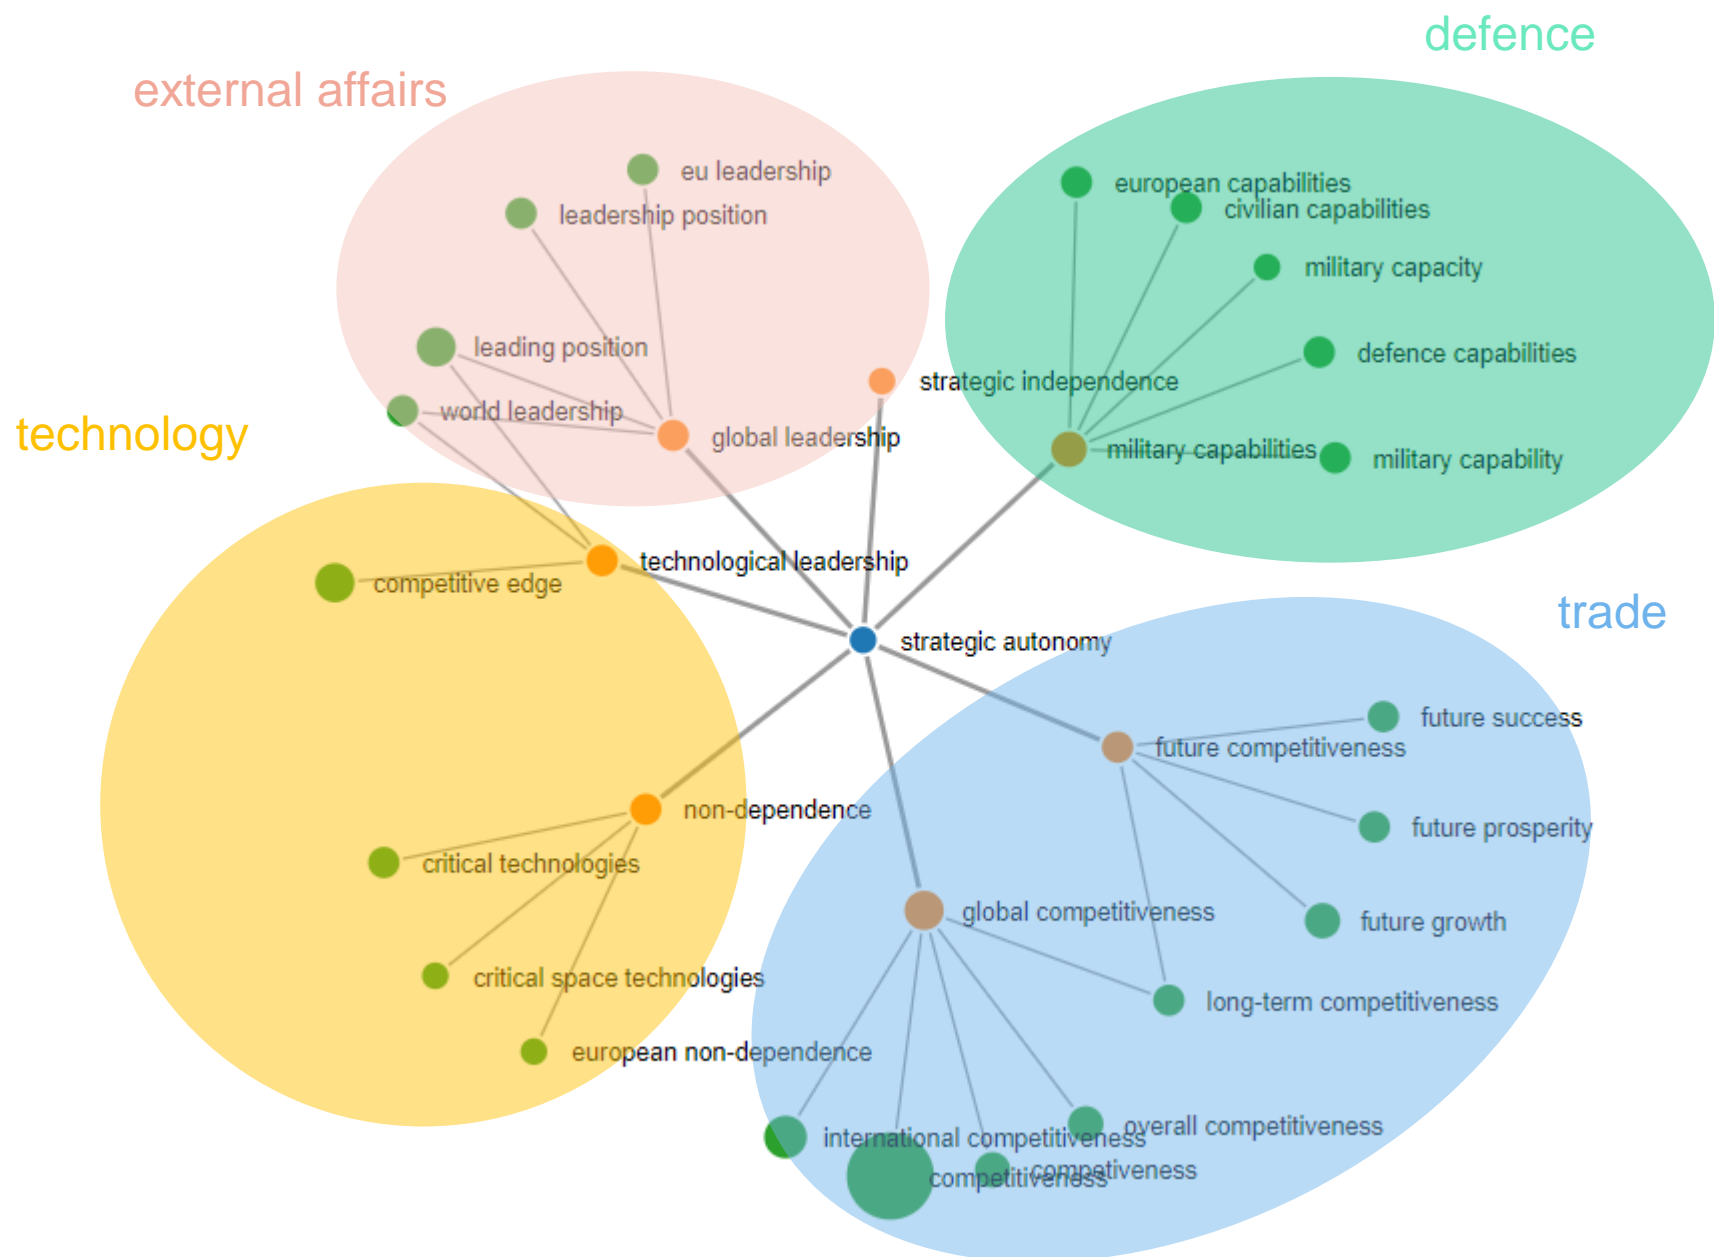 defence
external affairs
eu leadership
european capabilities
leadership position
civilian capabilities
military capacity
leading position
defence capabilities
strategic independence
world leadership
technology
global leadership
military capabilities
military capability
technological leadership
competitive edge
trade
strategic autonomy
future success
future competitiveness
non-dependence
future prosperity
critical technologies
global competitiveness
future growth
critical space technologies
long-term competitiveness
european non-dependence
overall competitiveness
international competitiveness
competiveness
competitiveness